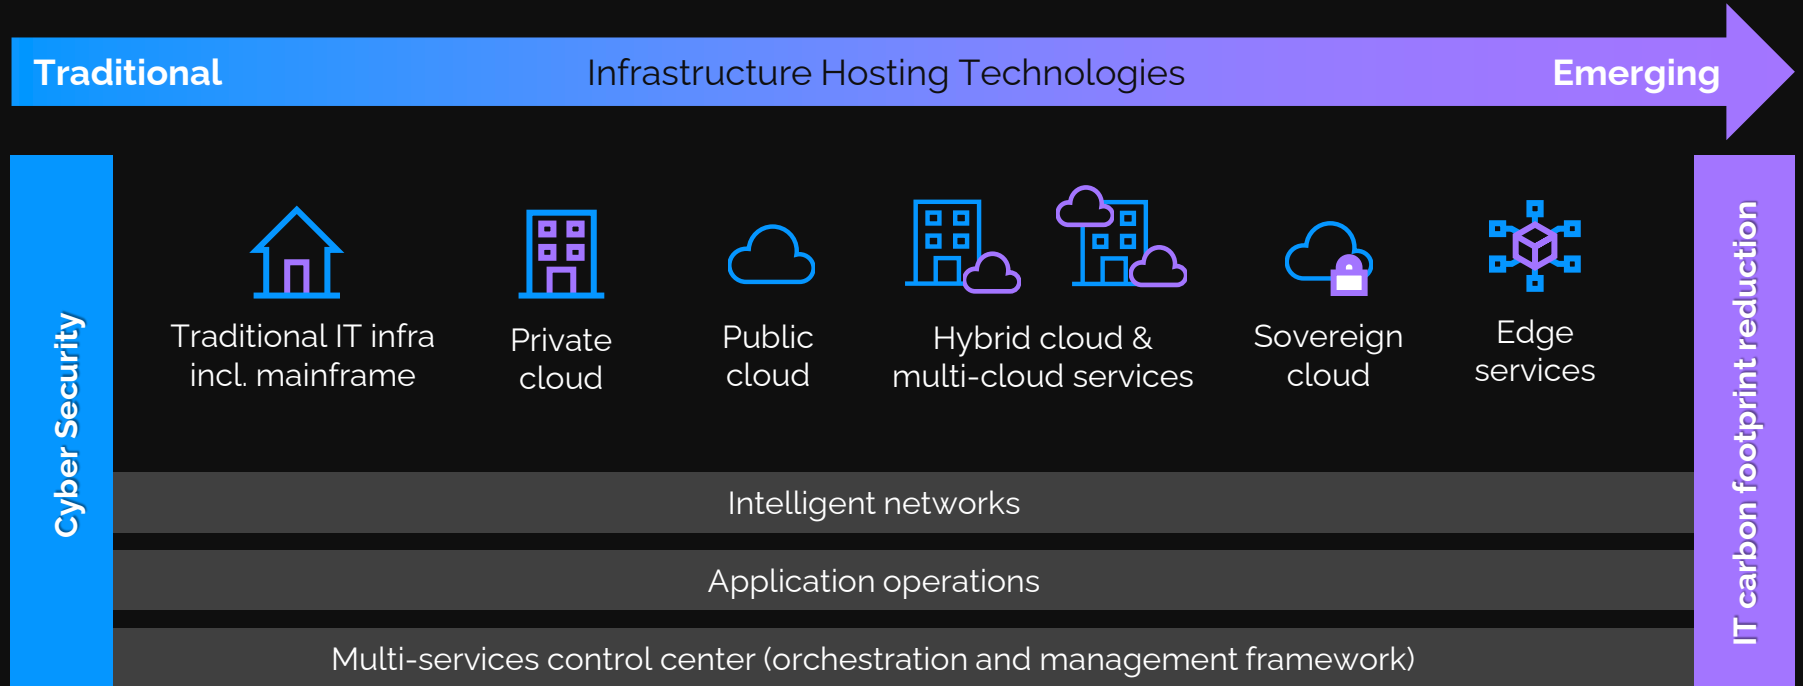 Traditional
Infrastructure Hosting Technologies
Emerging
Cyber Security
Traditional IT infra
incl. mainframe
Private
cloud
Public
cloud
Hybrid cloud &
multi-cloud services
Sovereign
cloud
Edge
services
IT carbon footprint reduction
Intelligent networks
Application operations
Multi-services control center (orchestration and management framework)